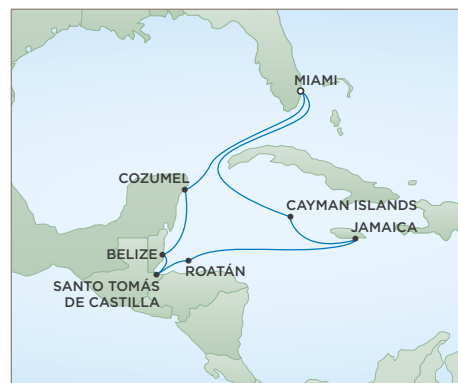 MIAMI
COZUMEL
CAYMAN ISLANDS
JAMAICA
BELIZE
ROATÁN
SANTO TOMÁS
DE CASTILLA